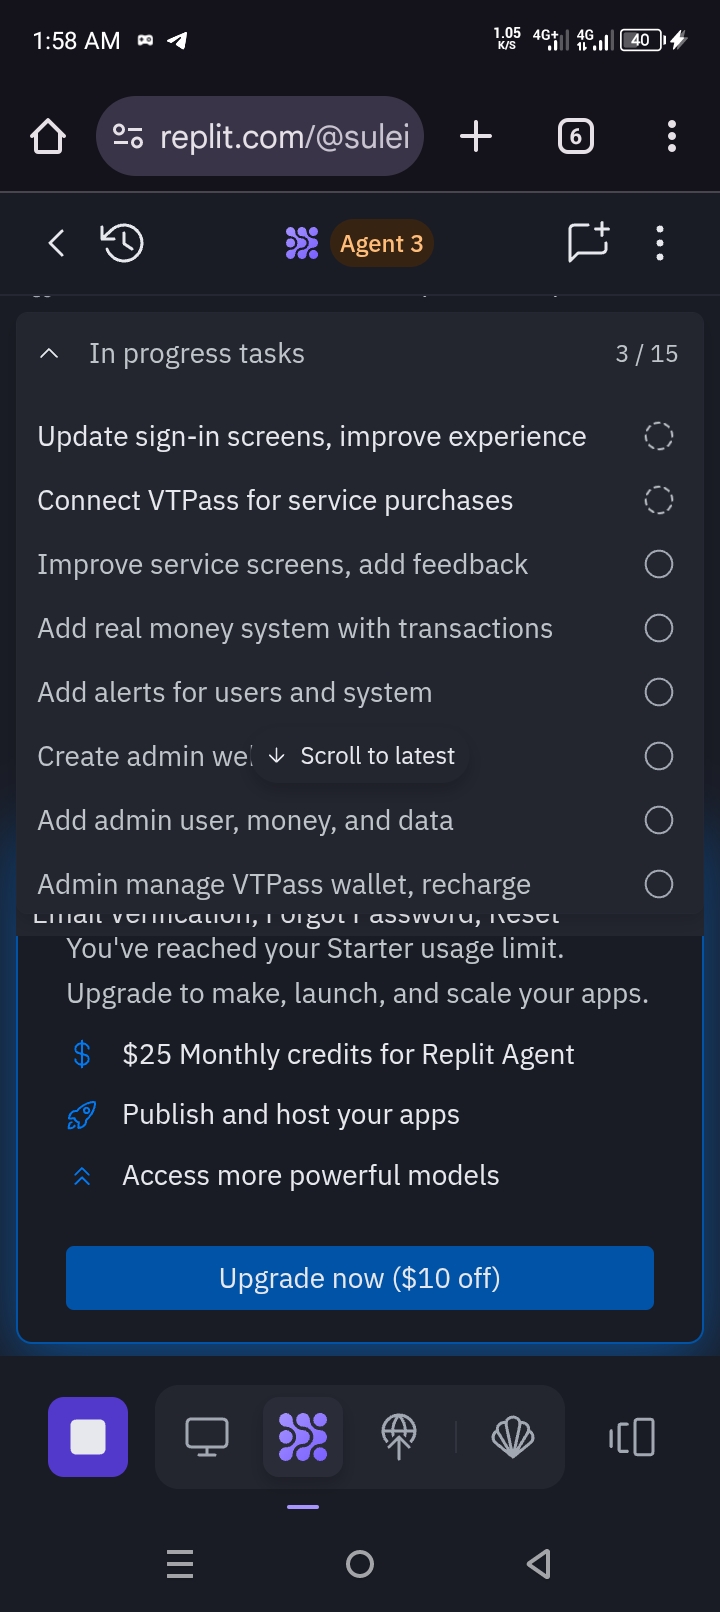 1:58 AM
1.05 K/S 4G+ 4G 40
replit.com/@sulei
6
Agent 3
In progress tasks 3 / 15
Update sign-in screens, improve experience
Connect VTPass for service purchases
Improve service screens, add feedback
Add real money system with transactions
Add alerts for users and system
Create admin we
Scroll to latest
Add admin user, money, and data
Admin manage VTPass wallet, recharge
Email Verification, Forgot Password, Reset
You've reached your Starter usage limit.
Upgrade to make, launch, and scale your apps.
$25 Monthly credits for Replit Agent
Publish and host your apps
Access more powerful models
Upgrade now ($10 off)